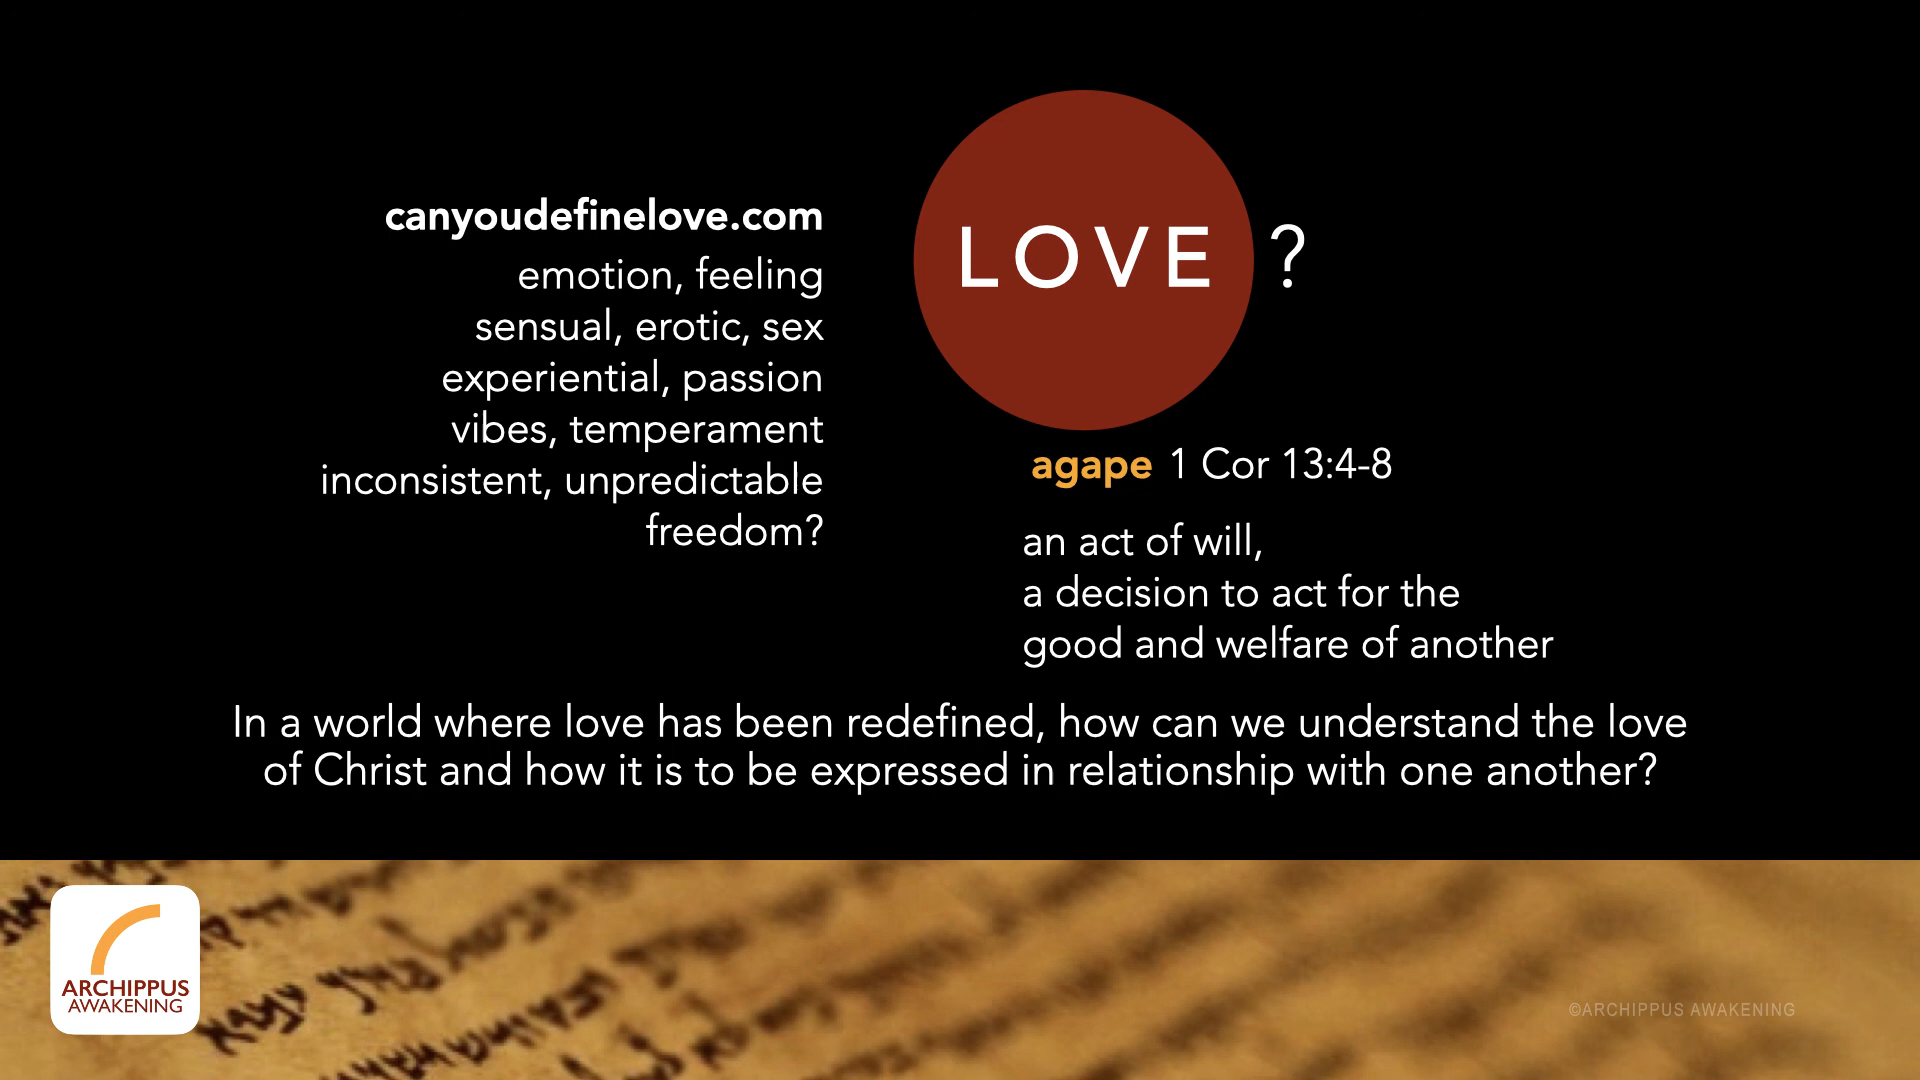 canyoudefinelove.com
emotion, feeling
sensual, erotic, sex
experiential, passion
vibes, temperament
inconsistent, unpredictable
freedom?
LOVE ?
agape 1 Cor 13:4-8
an act of will,
a decision to act for the
good and welfare of another
In a world where love has been redefined, how can we understand the love
of Christ and how it is to be expressed in relationship with one another?
ARCHIPPUS
AWAKENING
©ARCHIPPUS AWAKENING